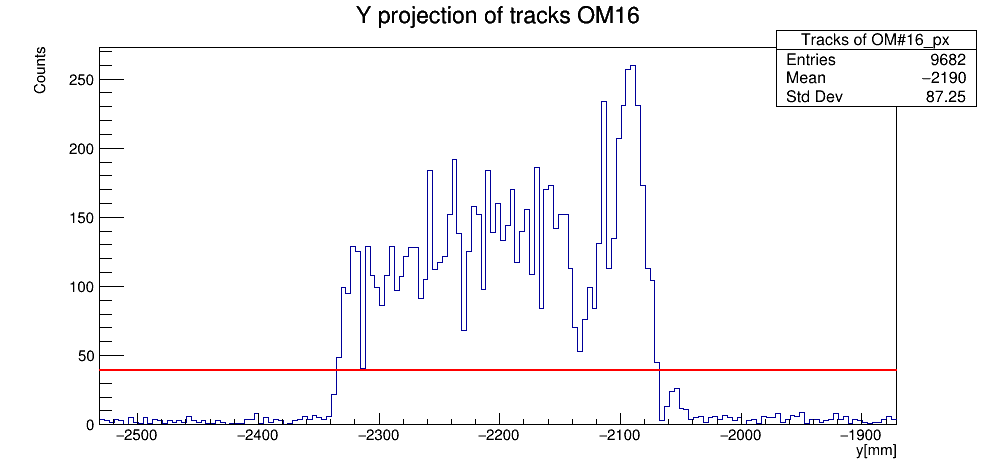 Y projection of tracks OM16
Tracks of OM#16_px
Entries 9682
Mean −2190
Std Dev 87.25
Counts
250
200
150
100
50
0
−2500 −2400 −2300 −2200 −2100 −2000 −1900
y[mm]